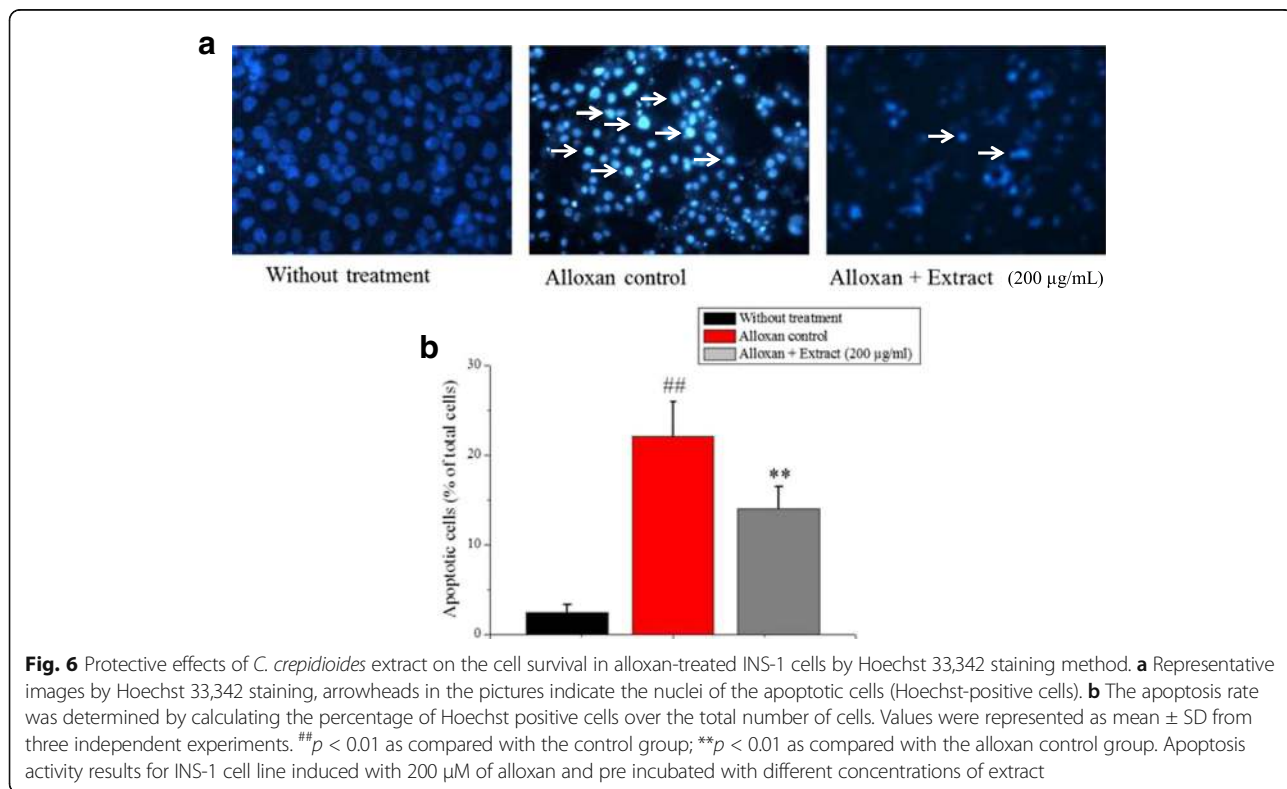 a
Without treatment
Alloxan control
Alloxan + Extract (200 µg/mL)
Without treatment
Alloxan control
Alloxan + Extract (200 µg/ml)
b
30
##
20
**
10
0
Apoptotic cells (% of total cells)
Fig. 6 Protective effects of C. crepidioides extract on the cell survival in alloxan-treated INS-1 cells by Hoechst 33,342 staining method. a Representative
images by Hoechst 33,342 staining, arrowheads in the pictures indicate the nuclei of the apoptotic cells (Hoechst-positive cells). b The apoptosis rate
was determined by calculating the percentage of Hoechst positive cells over the total number of cells. Values were represented as mean ± SD from
three independent experiments. ##p < 0.01 as compared with the control group; **p < 0.01 as compared with the alloxan control group. Apoptosis
activity results for INS-1 cell line induced with 200 µM of alloxan and pre incubated with different concentrations of extract